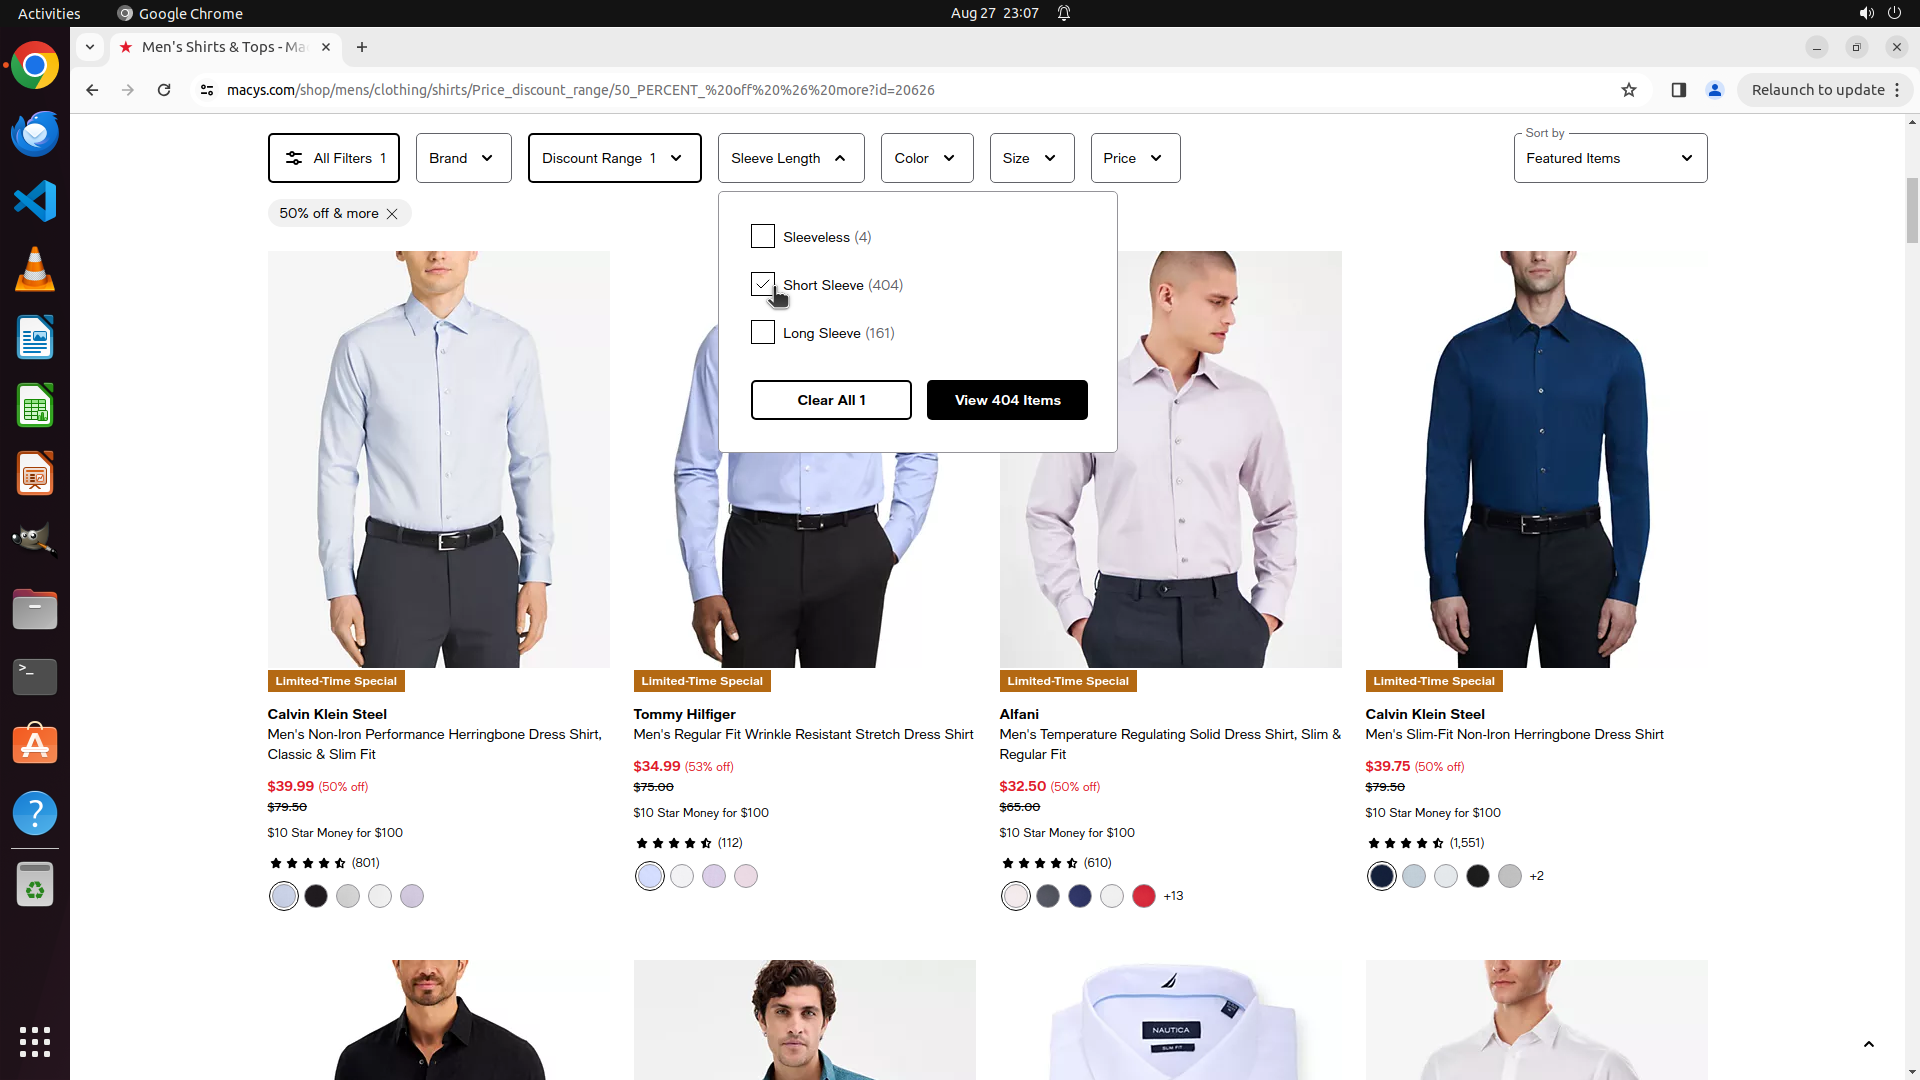 Activities
Google Chrome
Aug 27 23:07
Men's Shirts & Tops - Ma
macys.com/shop/mens/clothing/shirts/Price_discount_range/50_PERCENT_%20off%20%26%20more?id=20626
Relaunch to update
All Filters 1
Brand
Discount Range 1
Sleeve Length
Color
Size
Price
Sort by
Featured Items
50% off & more
Sleeveless (4)
Short Sleeve (404)
Long Sleeve (161)
Clear All 1
View 404 Items
Limited-Time Special
Calvin Klein Steel
Men's Non-Iron Performance Herringbone Dress Shirt,
Classic & Slim Fit
$39.99 (50% off)
$79.50
$10 Star Money for $100
(801)
Limited-Time Special
Tommy Hilfiger
Men's Regular Fit Wrinkle Resistant Stretch Dress Shirt
$34.99 (53% off)
$75.00
$10 Star Money for $100
(112)
Limited-Time Special
Alfani
Men's Temperature Regulating Solid Dress Shirt, Slim &
Regular Fit
$32.50 (50% off)
$65.00
$10 Star Money for $100
(610)
+13
Limited-Time Special
Calvin Klein Steel
Men's Slim-Fit Non-Iron Herringbone Dress Shirt
$39.75 (50% off)
$79.50
$10 Star Money for $100
(1,551)
+2
NAUTICA
SLIM FIT